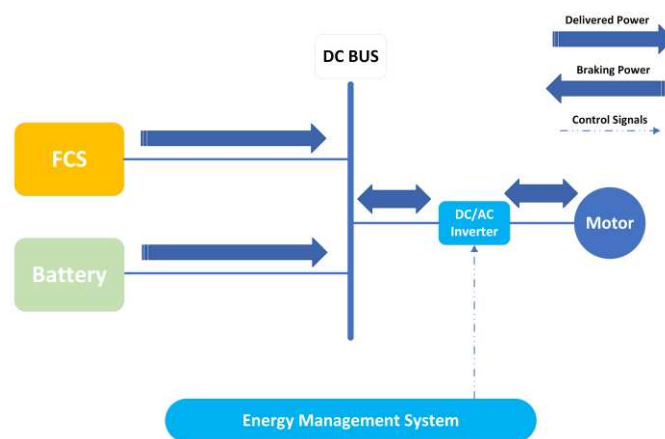 Delivered Power
DC BUS
Braking Power
Control Signals
FCS
DC/AC
Inverter
Motor
Battery
Energy Management System